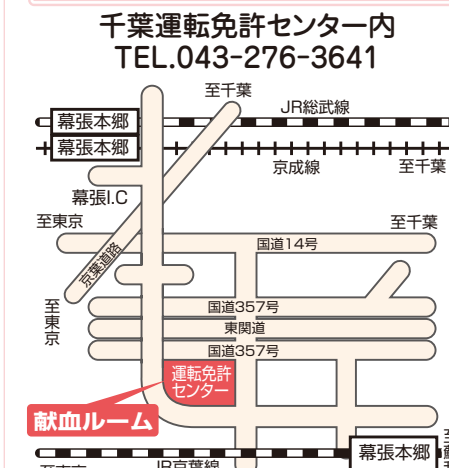 千葉運転免許センター内
TEL.043-276-3641
至千葉
JR総武線
幕張本郷
幕張本郷
京成線
至千葉
幕張I.C
至東京
至千葉
国道14号
京葉道路
至東京
国道357号
東関道
国道357号
運転免許
センター
献血ルーム
幕張本郷
JR京葉線
至東京
至蘇